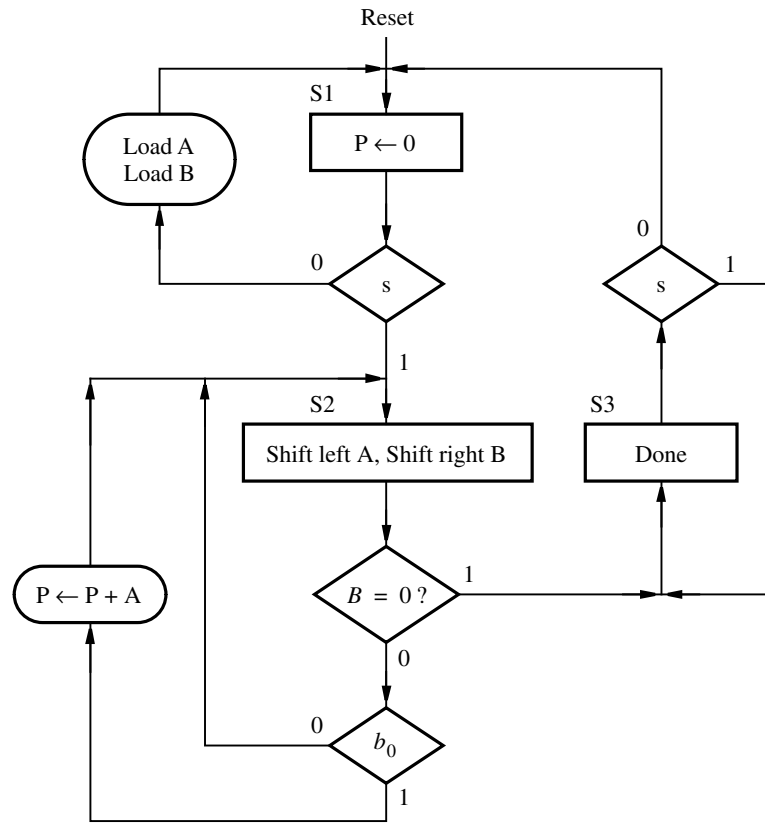 Reset
S1
P ← 0
Load A
Load B
0
s
1
0
s
1
S2
Shift left A, Shift right B
S3
Done
P ← P + A
B = 0 ?
1
0
0
b0
1